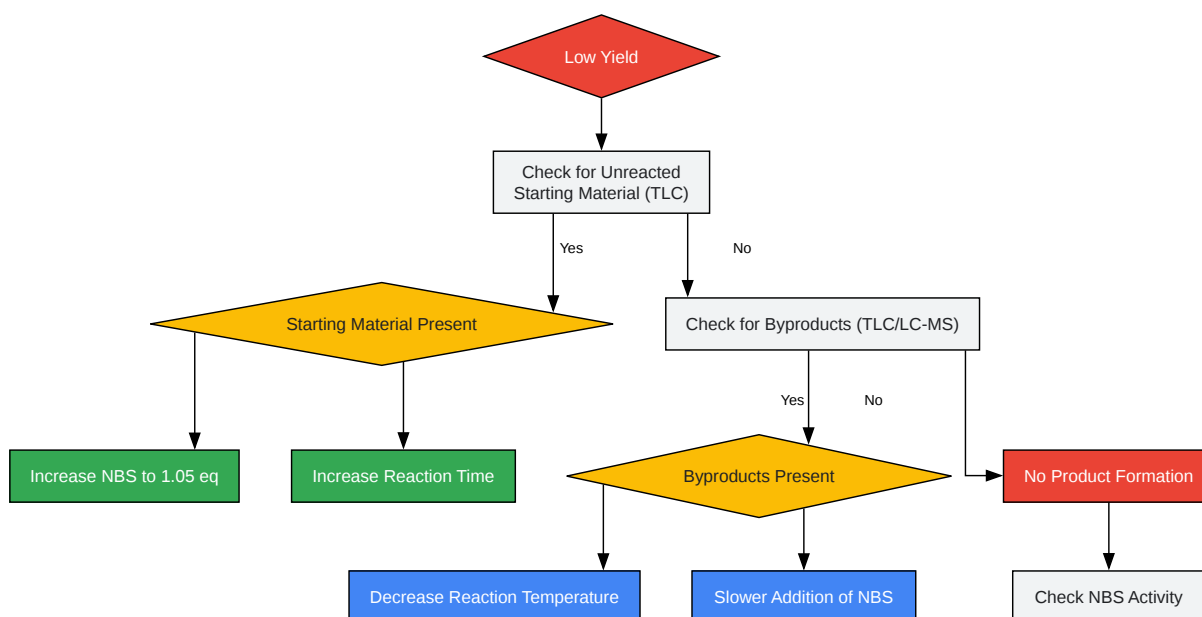 Low Yield
Check for Unreacted
Starting Material (TLC)
Yes
No
Starting Material Present
Check for Byproducts (TLC/LC-MS)
Yes
No
Increase NBS to 1.05 eq
Increase Reaction Time
Byproducts Present
No Product Formation
Decrease Reaction Temperature
Slower Addition of NBS
Check NBS Activity